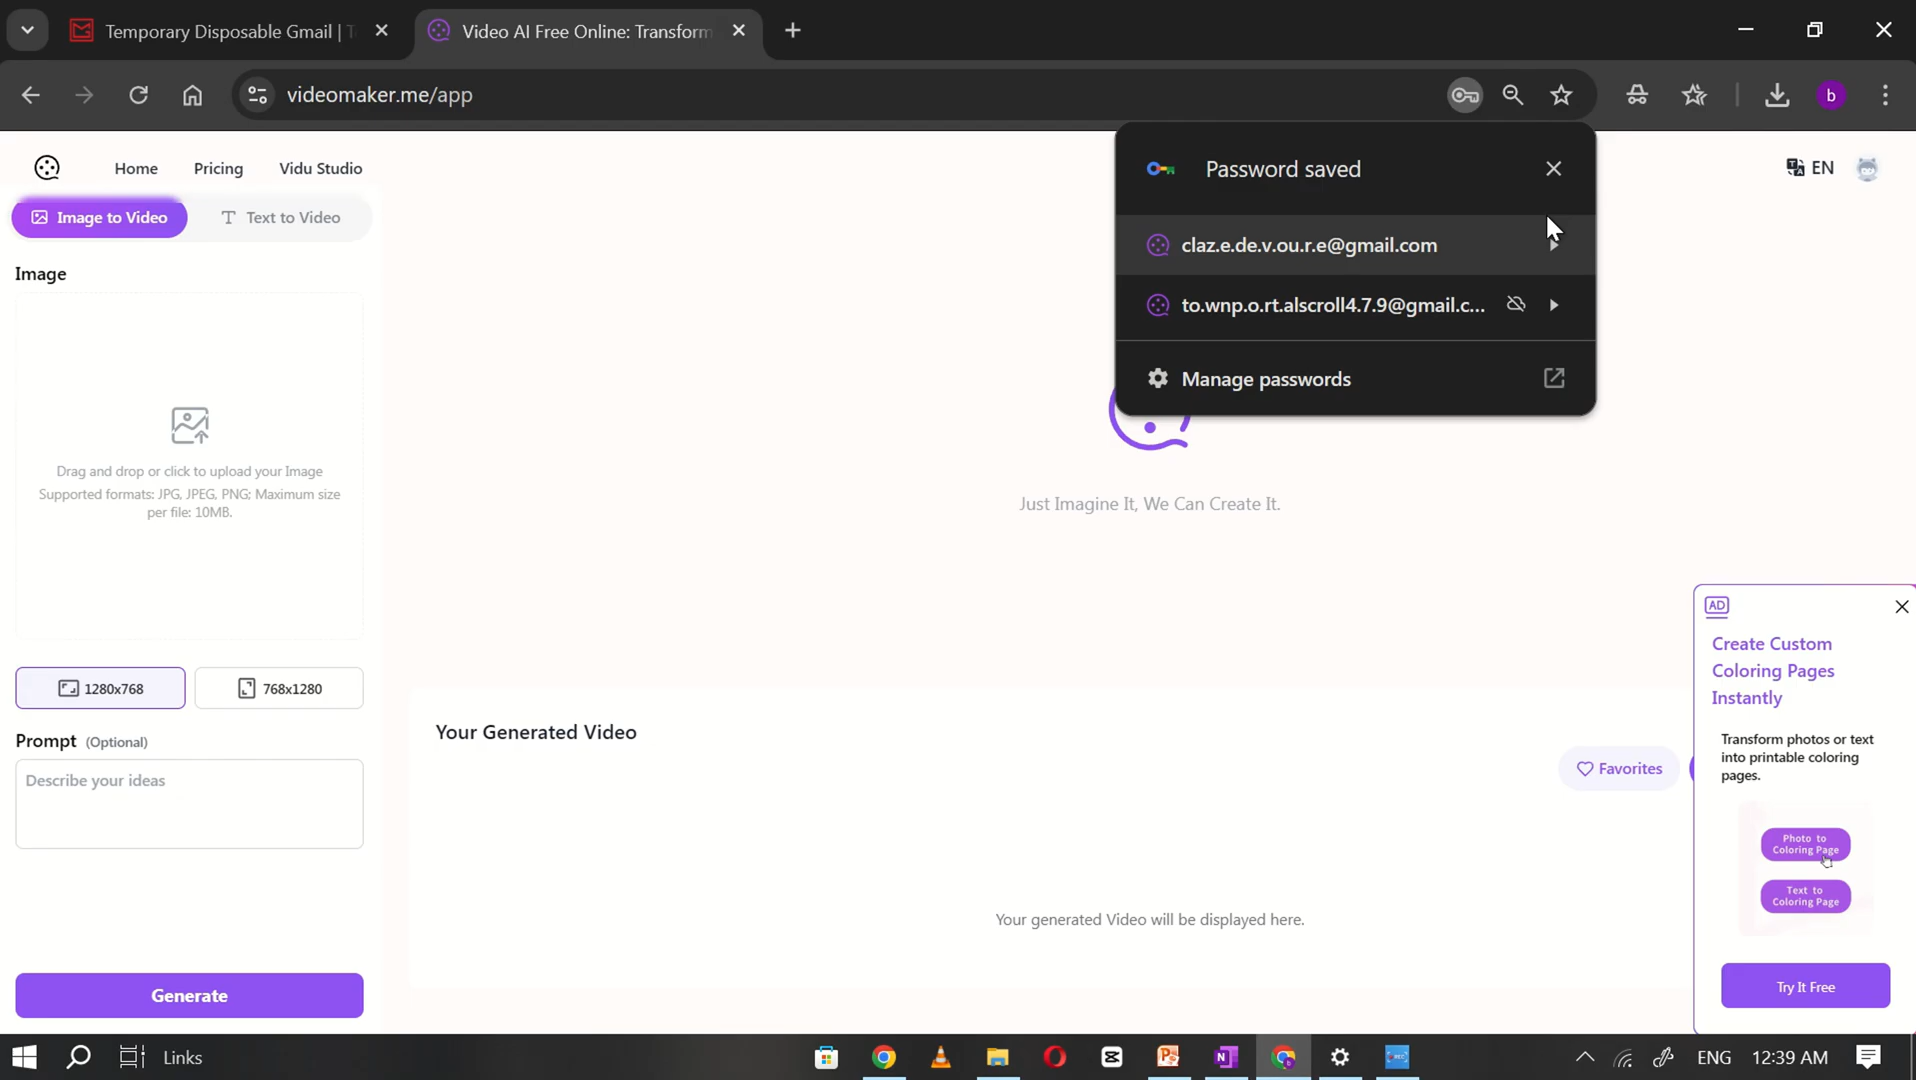 Temporary Disposable Gmail |
Video AI Free Online: Transform
videomaker.me/app
b
Password saved
claz.e.de.v.ou.r.e@gmail.com
to.wnp.o.rt.alscroll4.7.9@gmail.c...
Manage passwords
Home
Pricing
Vidu Studio
EN
Image to Video
Text to Video
Image
Drag and drop or click to upload your Image
Supported formats: JPG, JPEG, PNG; Maximum size
per file: 10MB.
1280x768
768x1280
Prompt (Optional)
Describe your ideas
Generate
Just Imagine It, We Can Create It.
Your Generated Video
Favorites
Your generated Video will be displayed here.
AD
Create Custom
Coloring Pages
Instantly
Transform photos or text
into printable coloring
pages.
Photo to
Coloring Page
Text to
Coloring Page
Try It Free
Links
ENG
12:39 AM